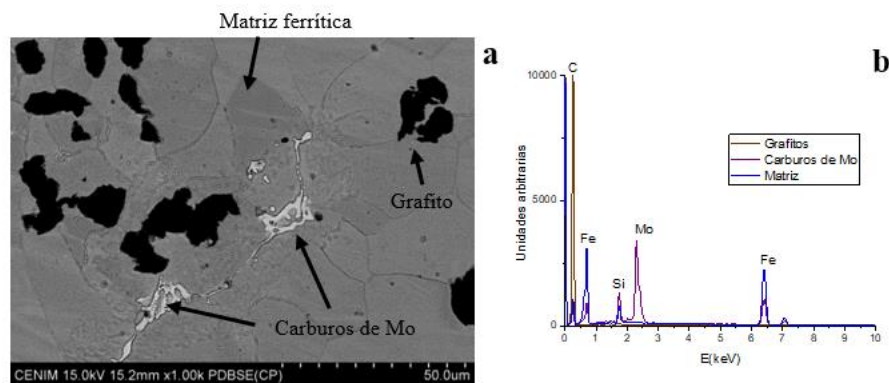 Matriz ferrítica
Grafito
Carburos de Mo
CENIM 15.0kV 15.2mm x1.00k PDBSE(CP)
50.0um
a
b
C
Fe
Si
Mo
Fe
Grafitos
Carburos de Mo
Matriz
10000
5000
0
Unidades arbitrarias
0 1 2 3 4 5 6 7 8 9 10
E(keV)